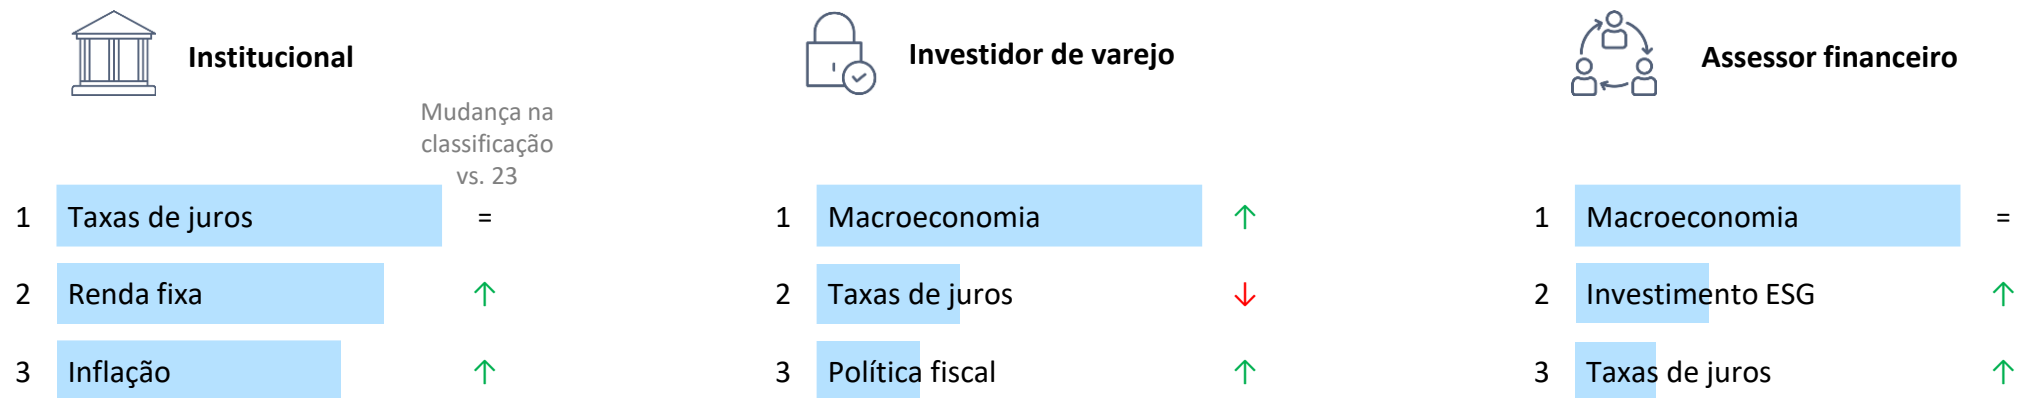 Institucional
Mudança na
classificação
vs. 23
1 Taxas de juros =
2 Renda fixa ↑
3 Inflação ↑
Investidor de varejo
1 Macroeconomia ↑
2 Taxas de juros ↓
3 Política fiscal ↑
Assessor financeiro
1 Macroeconomia =
2 Investimento ESG ↑
3 Taxas de juros ↑